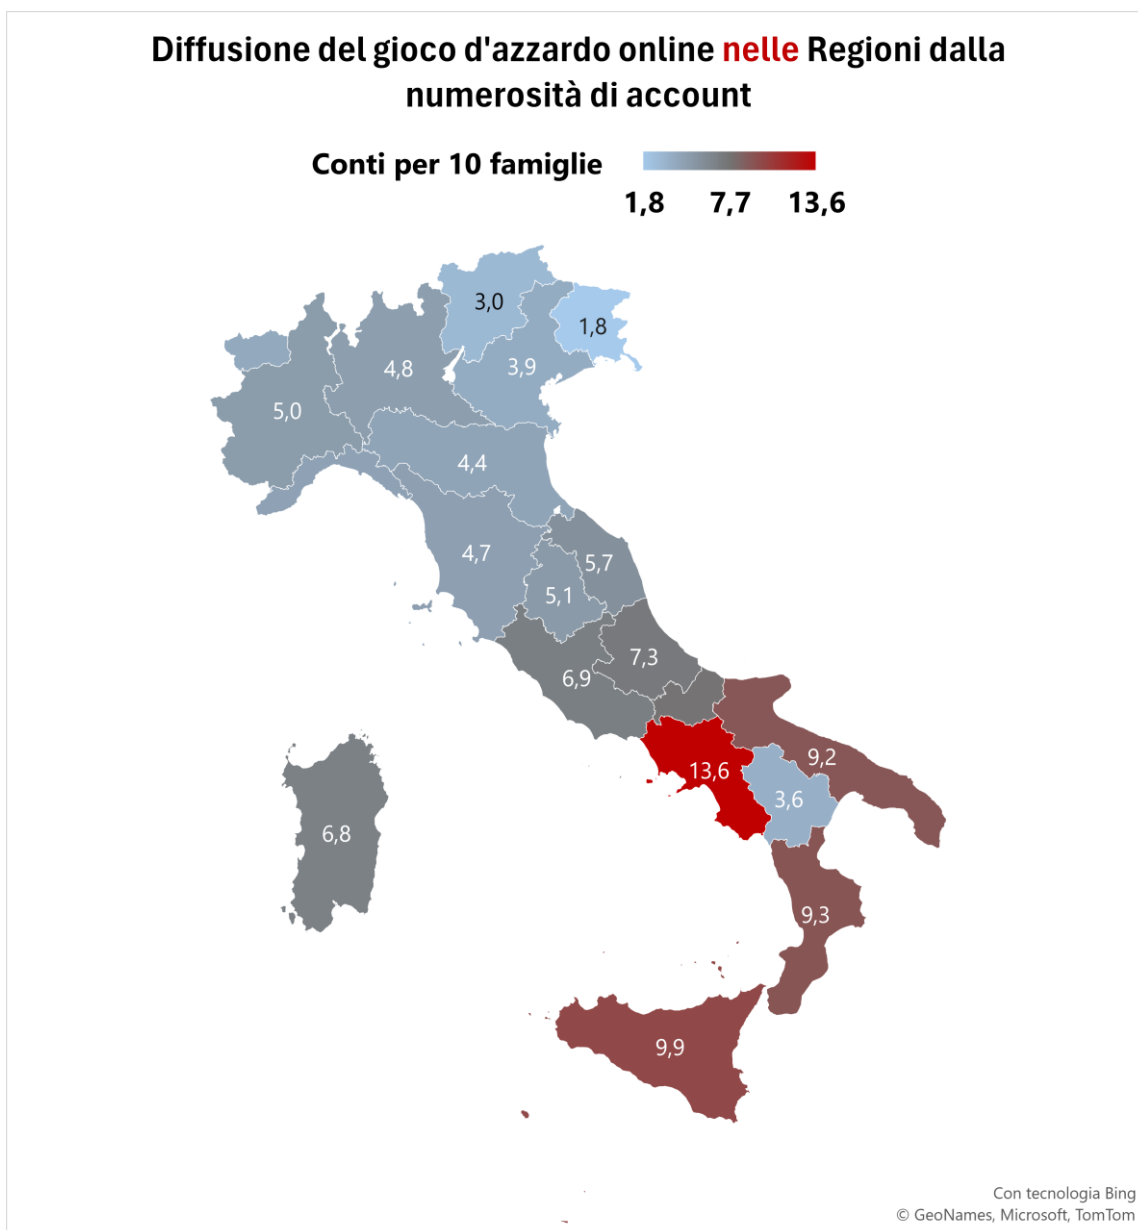 Diffusione del gioco d'azzardo online nelle Regioni dalla
numerosità di account
Conti per 10 famiglie
1,8 7,7 13,6
3,0
1,8
4,8
3,9
5,0
4,4
4,7
5,7
5,1
7,3
6,9
9,2
13,6
3,6
6,8
9,3
9,9
Con tecnologia Bing
© GeoNames, Microsoft, TomTom